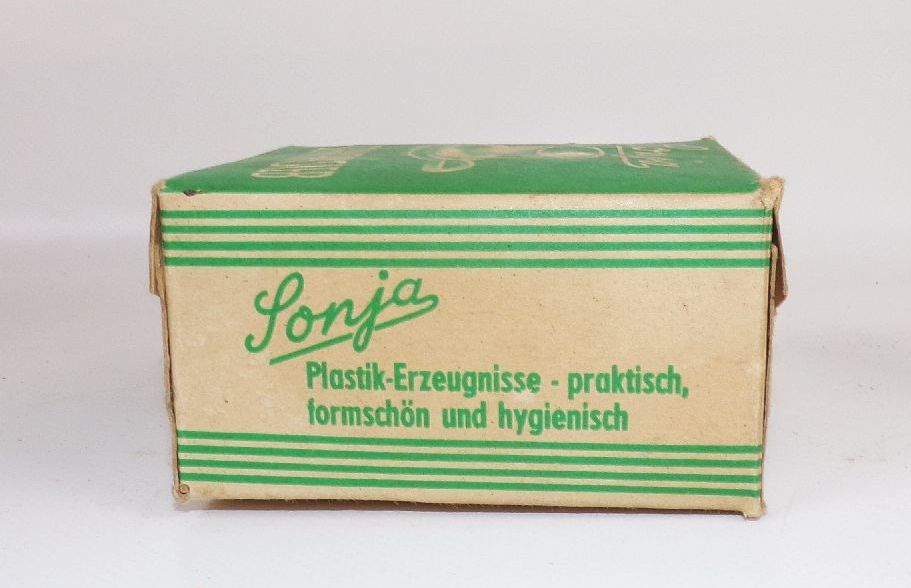 Sonja
Plastik-Erzeugnisse - praktisch,
formschön und hygienisch